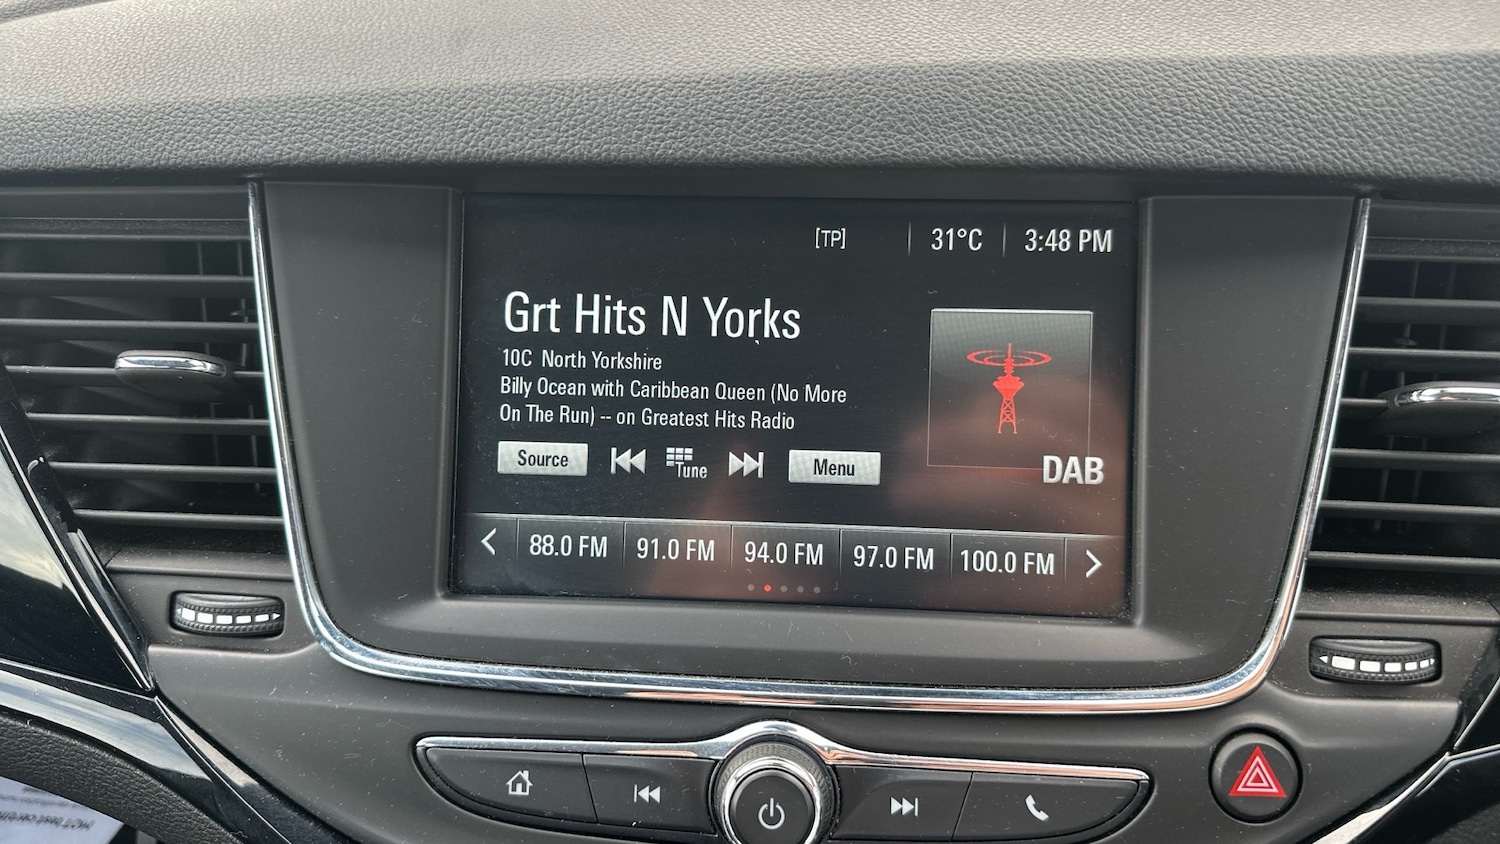 [TP] 31°C 3:48 PM
Grt Hits N Yorks
10C North Yorkshire
Billy Ocean with Caribbean Queen (No More
On The Run) -- on Greatest Hits Radio
Source Tune Menu
DAB
88.0 FM 91.0 FM 94.0 FM 97.0 FM 100.0 FM